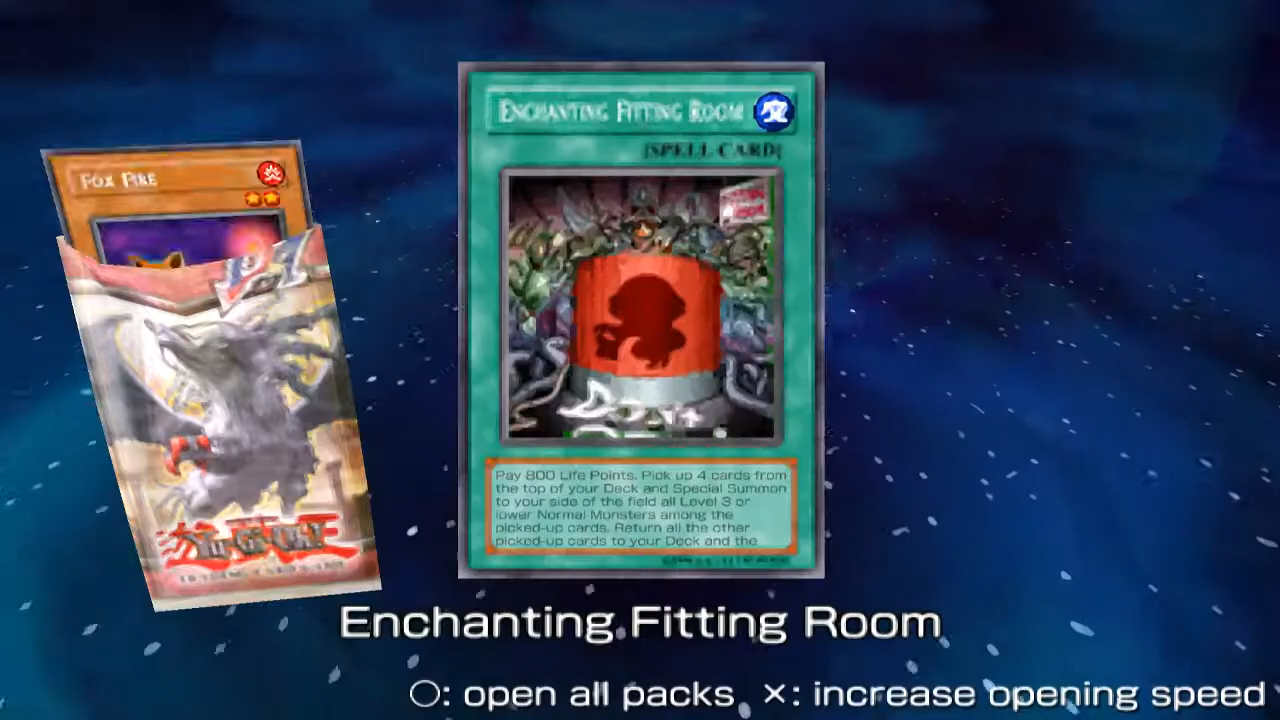 Fox Fire
Enchanting Fitting Room
[Spell Card]
Pay 800 Life Points. Pick up 4 cards from
the top of your Deck and Special Summon
to your side of the field all Level 3 or
lower Normal Monsters among the
picked-up cards. Return all the other
picked-up cards to your Deck and the
Yu-Gi-Oh!
Enchanting Fitting Room
○: open all packs ×: increase opening speed